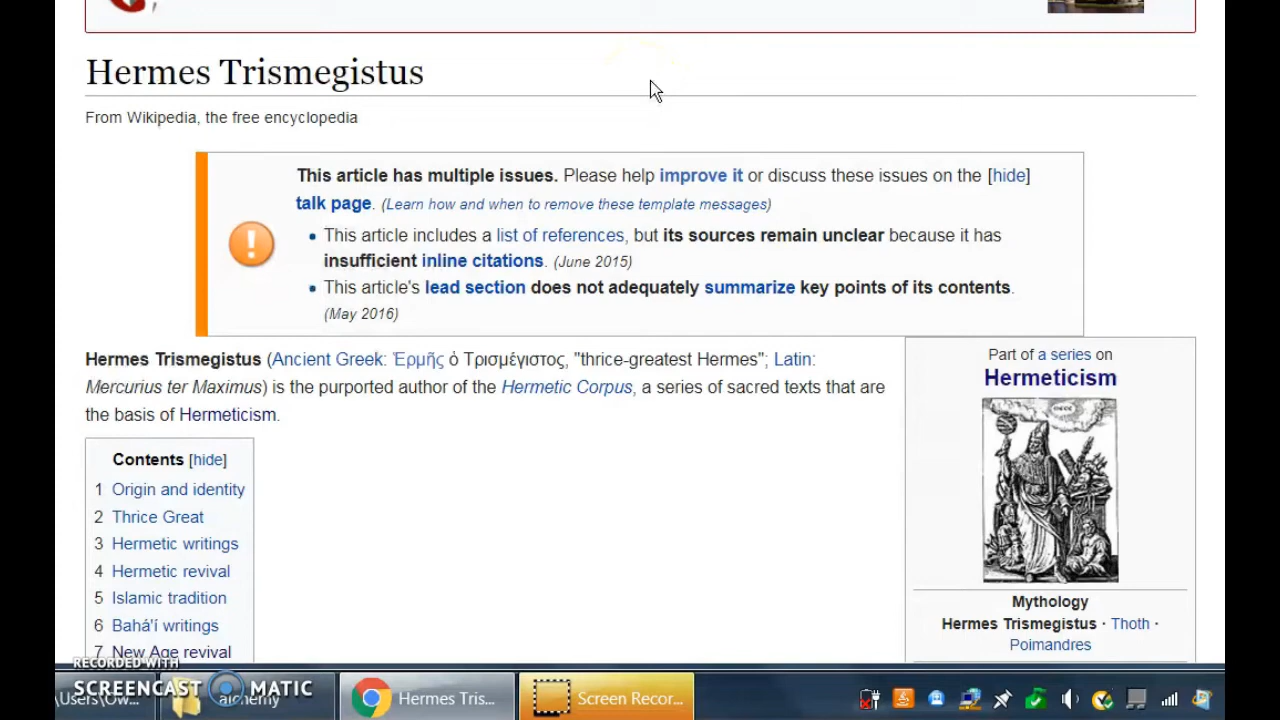 Hermes Trismegistus
From Wikipedia, the free encyclopedia
This article has multiple issues. Please help improve it or discuss these issues on the [hide]
talk page. (Learn how and when to remove these template messages)
• This article includes a list of references, but its sources remain unclear because it has
insufficient inline citations. (June 2015)
• This article's lead section does not adequately summarize key points of its contents.
(May 2016)
Hermes Trismegistus (Ancient Greek: Ἑρμῆς ὁ Τρισμέγιστος, "thrice-greatest Hermes"; Latin:
Mercurius ter Maximus) is the purported author of the Hermetic Corpus, a series of sacred texts that are
the basis of Hermeticism.
Contents [hide]
1 Origin and identity
2 Thrice Great
3 Hermetic writings
4 Hermetic revival
5 Islamic tradition
6 Bahá'í writings
7 New Age revival
Part of a series on
Hermeticism
Mythology
Hermes Trismegistus · Thoth ·
Poimandres
RECORDED WITH
SCREENCAST MATIC
\Users\Ow...
alchemy
Hermes Tris...
Screen Recor...